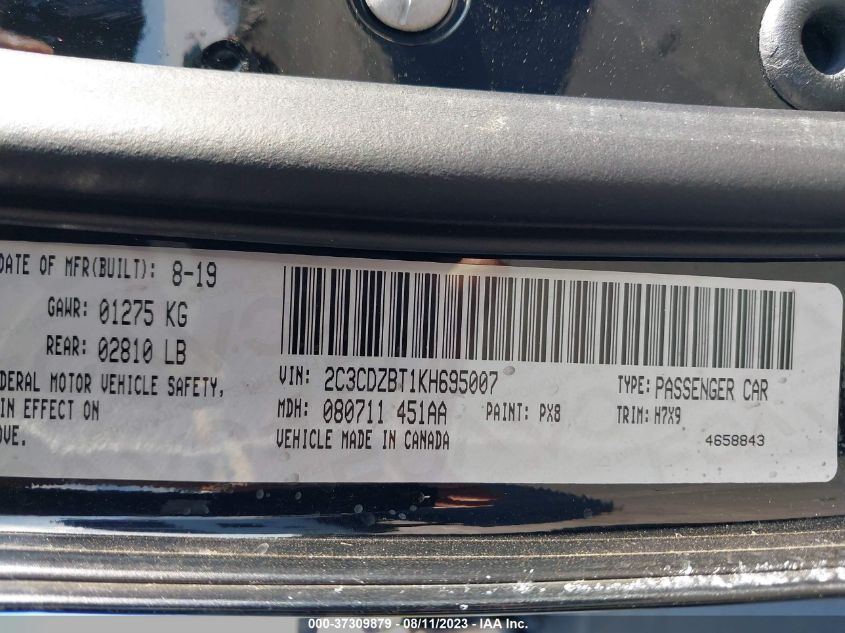 DATE OF MFR(BUILT): 8-19
GAWR: 01275 KG
REAR: 02810 LB
DERAL MOTOR VEHICLE SAFETY,
IN EFFECT ON
OVE.
VIN: 2C3CDZBT1KH695007
TYPE: PASSENGER CAR
MDH: 080711 451AA
PAINT: PX8
TRIM: H7X9
VEHICLE MADE IN CANADA
4658843
000-37309879 - 08/11/2023 - IAA Inc.